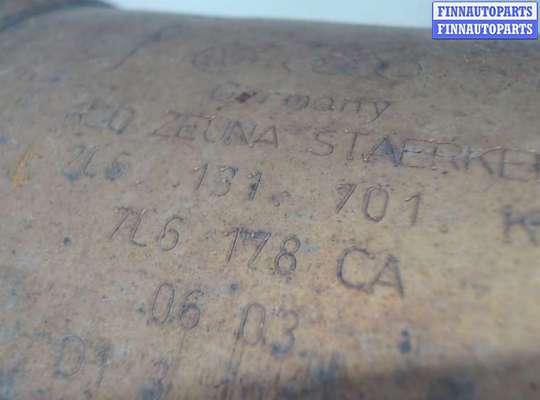 FINNAUTOPARTS
FINNAUTOPARTS
Germany
ZEUNA STAERKER
7L6 131 701 K
7L6 178 CA
06 03